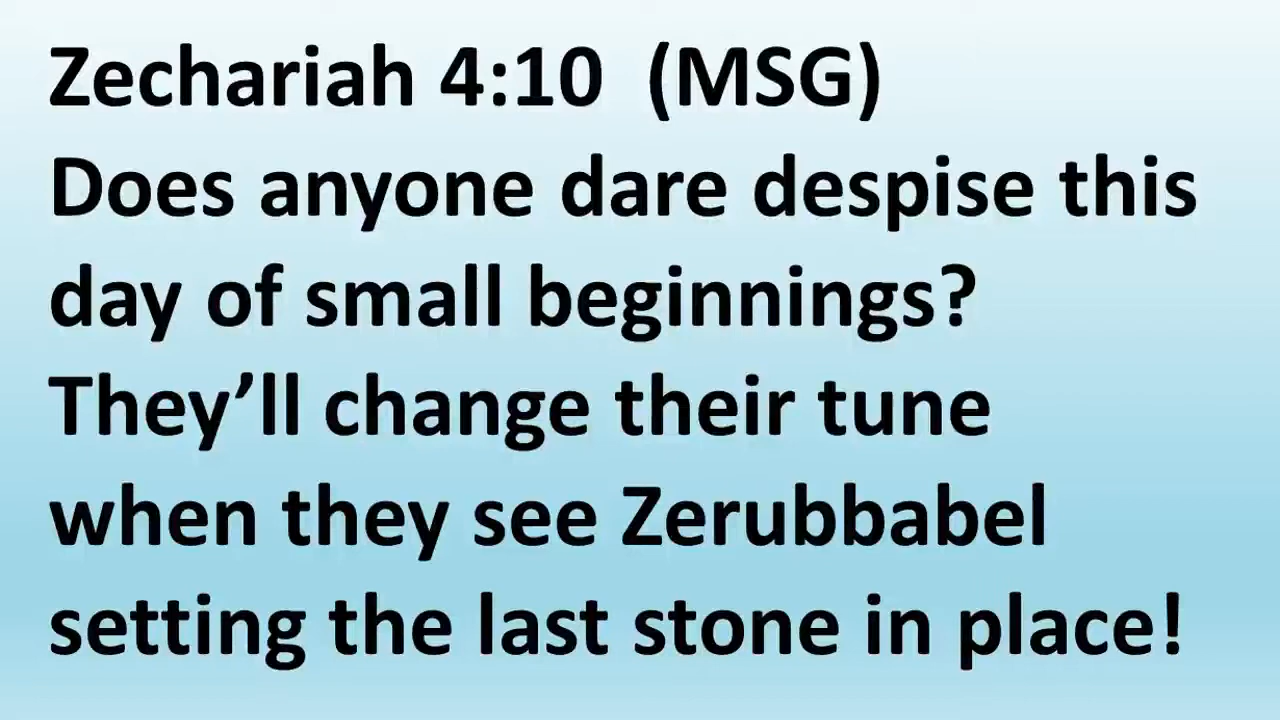 Zechariah 4:10  (MSG)
Does anyone dare despise this
day of small beginnings?
They’ll change their tune
when they see Zerubbabel
setting the last stone in place!